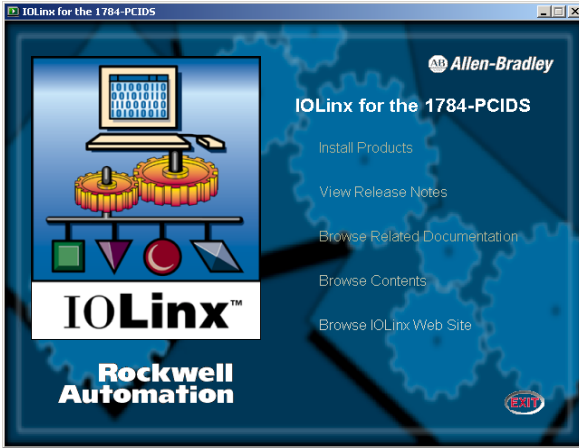 IOLinx for the 1784-PCIDS
AB Allen-Bradley
IOLinx for the 1784-PCIDS
Install Products
View Release Notes
Browse Related Documentation
Browse Contents
Browse IOLinx Web Site
IOLinx™
Rockwell
Automation
EXIT